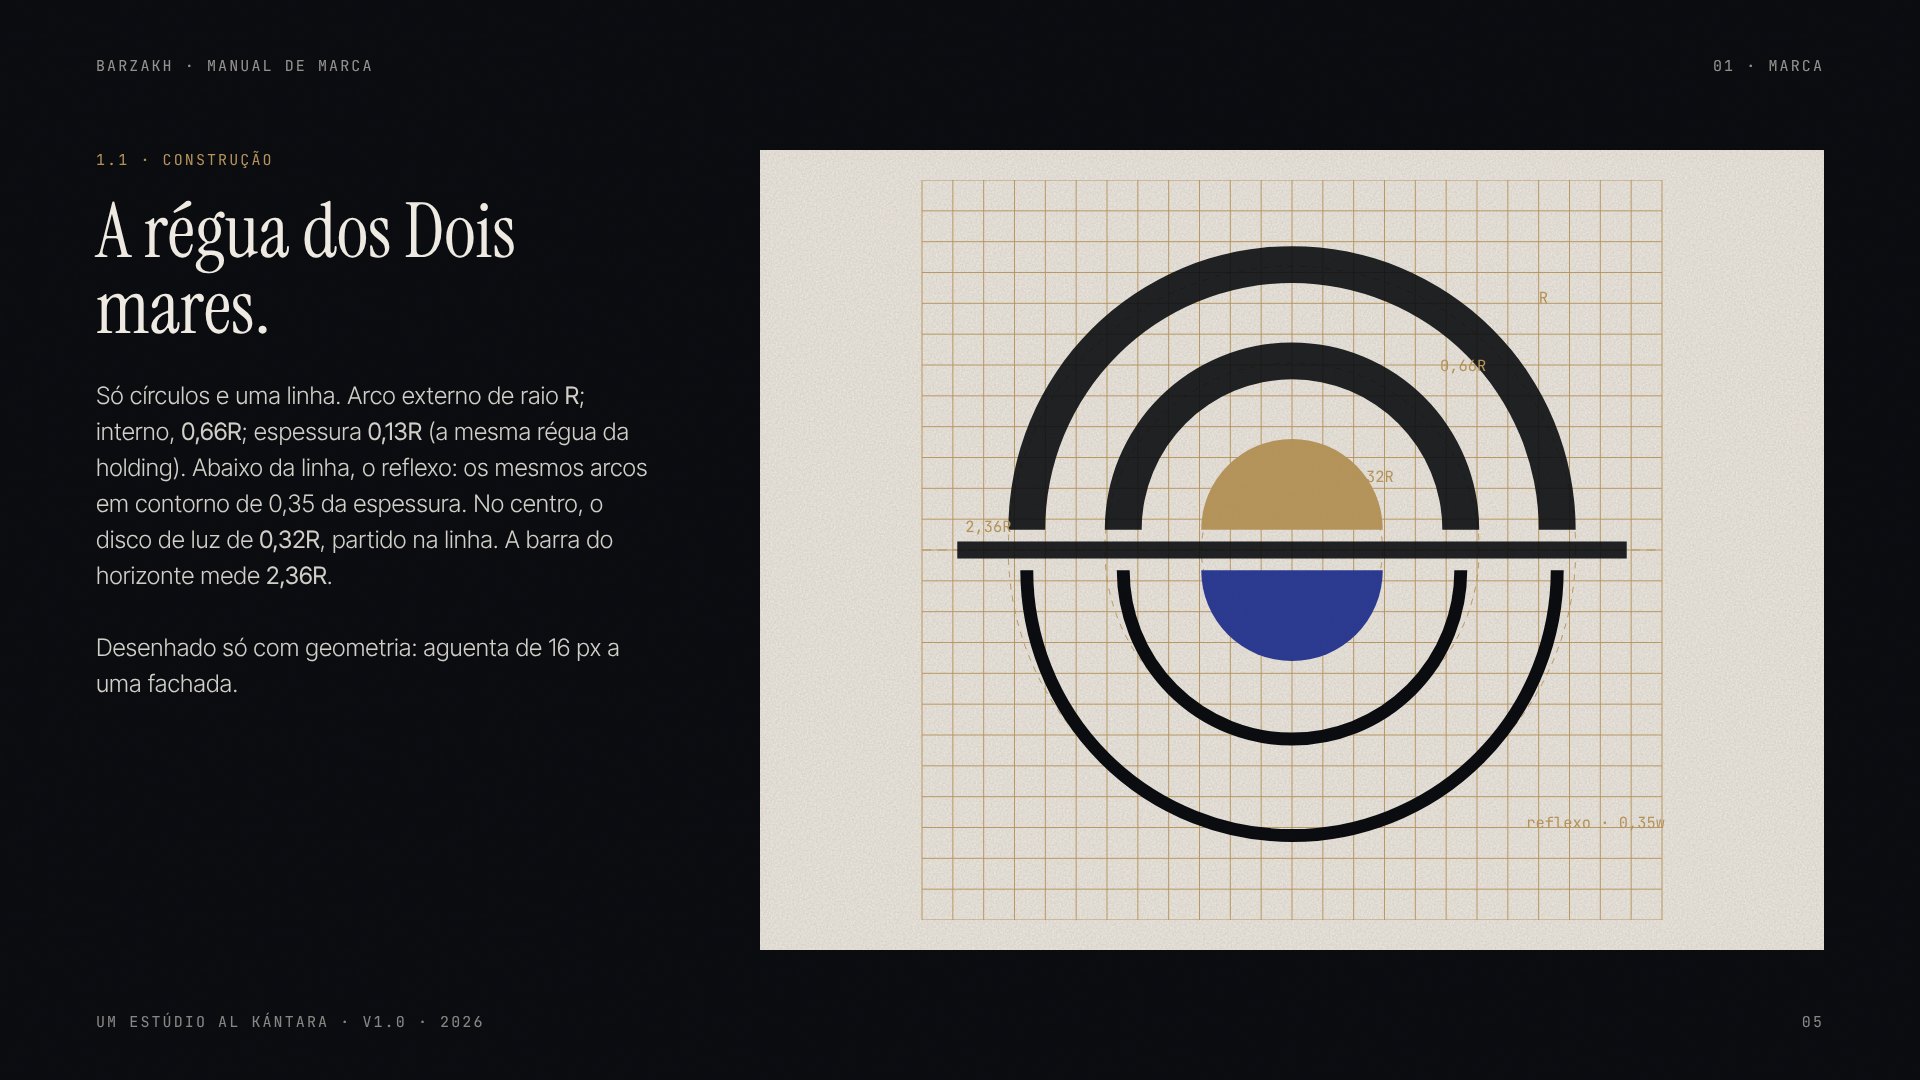 BARZAKH · MANUAL DE MARCA
01 · MARCA
1.1 · CONSTRUÇÃO
A régua dos Dois
mares.
Só círculos e uma linha. Arco externo de raio R;
interno, 0,66R; espessura 0,13R (a mesma régua da
holding). Abaixo da linha, o reflexo: os mesmos arcos
em contorno de 0,35 da espessura. No centro, o
disco de luz de 0,32R, partido na linha. A barra do
horizonte mede 2,36R.
Desenhado só com geometria: aguenta de 16 px a
uma fachada.
R
0,66R
32R
2,36R
reflexo · 0,35w
UM ESTÚDIO AL KÁNTARA · V1.0 · 2026
05